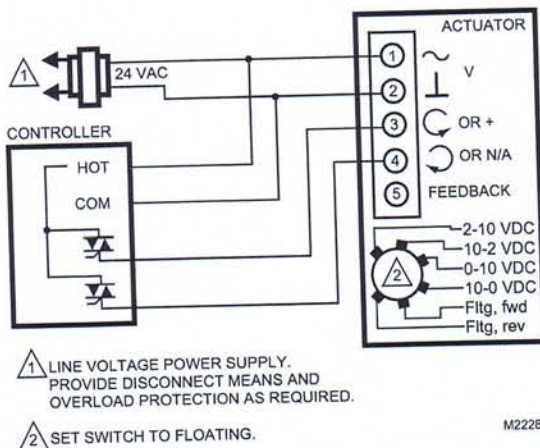 ACTUATOR
1
24 VAC
1
V
2
OR +
3
CONTROLLER
OR N/A
4
HOT
FEEDBACK
5
COM
2-10 VDC
10-2 VDC
2
0-10 VDC
10-0 VDC
Fltg, fwd
Fltg, rev
1 LINE VOLTAGE POWER SUPPLY.
PROVIDE DISCONNECT MEANS AND
OVERLOAD PROTECTION AS REQUIRED.
2 SET SWITCH TO FLOATING.
M2228